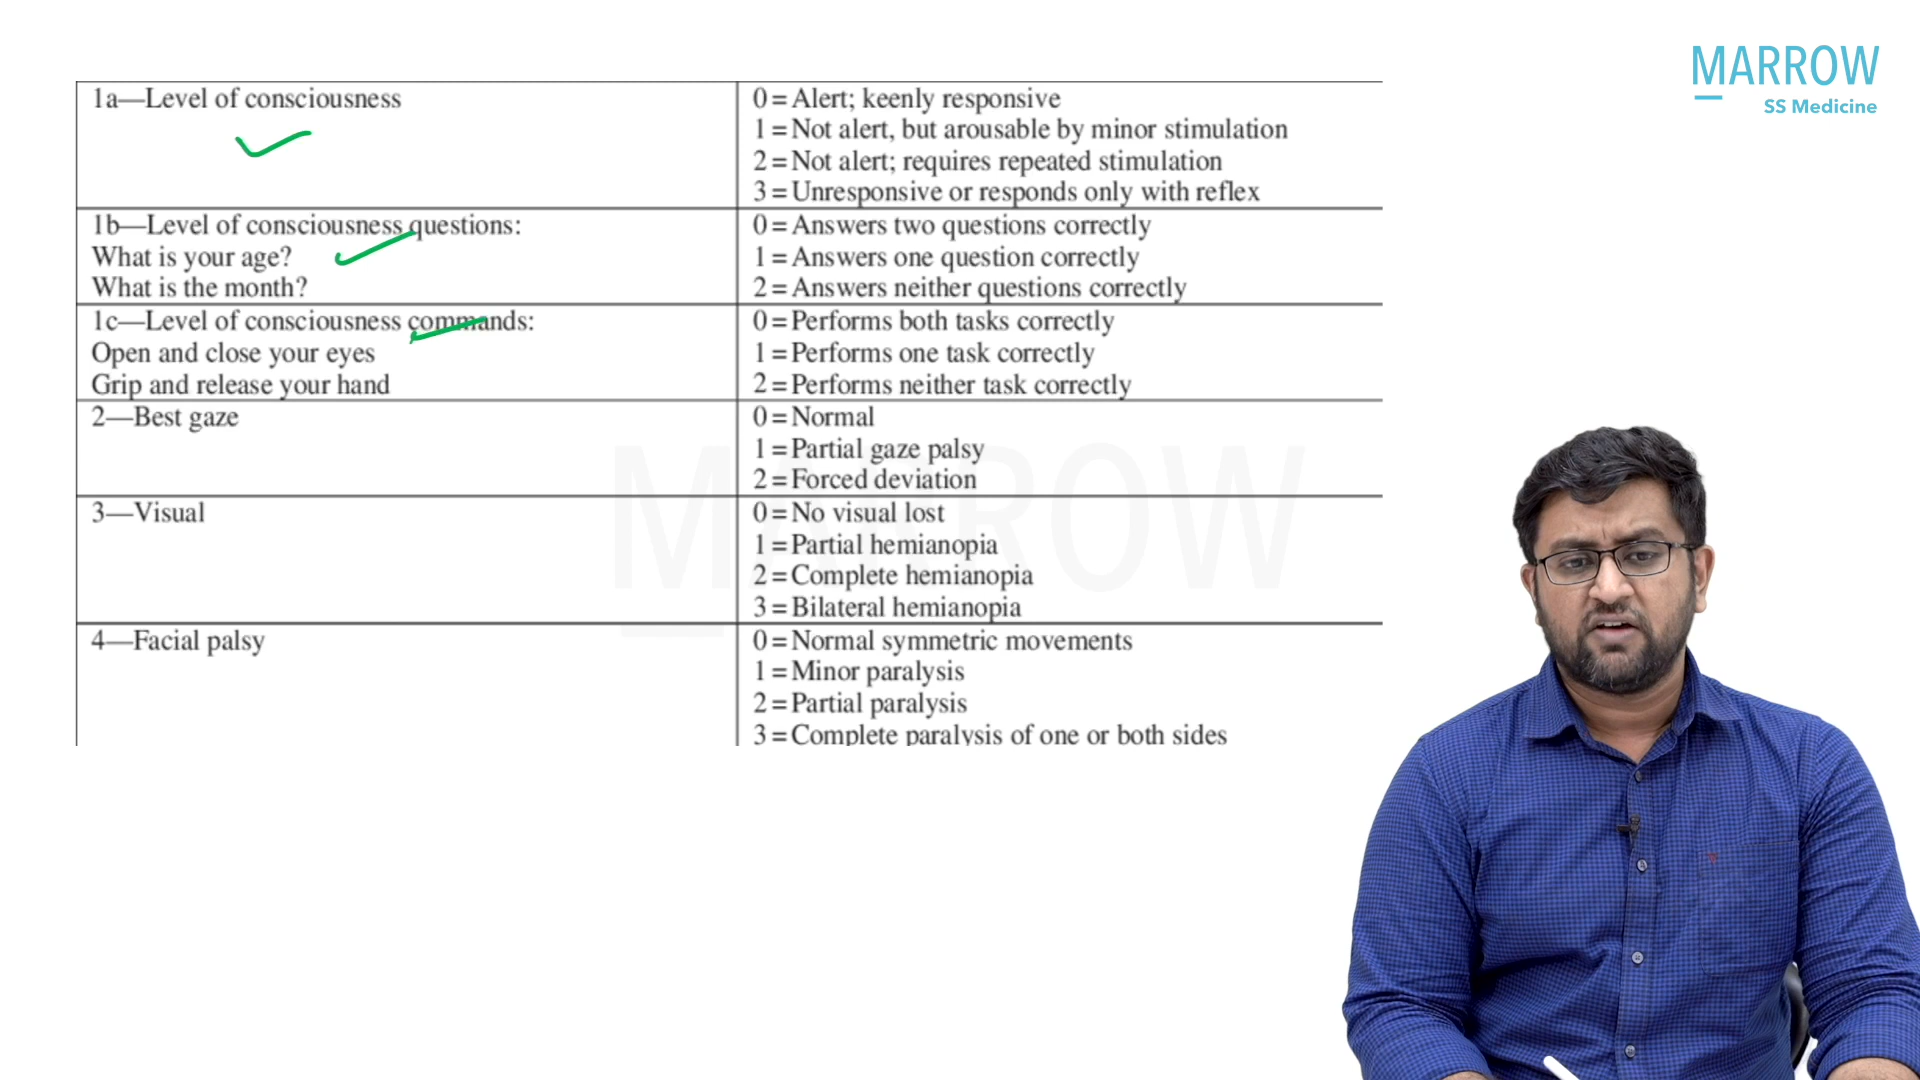 MARROW
SS Medicine
1a—Level of consciousness
0 = Alert; keenly responsive
1 = Not alert, but arousable by minor stimulation
2 = Not alert; requires repeated stimulation
3 = Unresponsive or responds only with reflex
1b—Level of consciousness questions:
What is your age?
What is the month?
0 = Answers two questions correctly
1 = Answers one question correctly
2 = Answers neither questions correctly
1c—Level of consciousness commands:
Open and close your eyes
Grip and release your hand
0 = Performs both tasks correctly
1 = Performs one task correctly
2 = Performs neither task correctly
2—Best gaze
0 = Normal
1 = Partial gaze palsy
2 = Forced deviation
3—Visual
0 = No visual lost
1 = Partial hemianopia
2 = Complete hemianopia
3 = Bilateral hemianopia
4—Facial palsy
0 = Normal symmetric movements
1 = Minor paralysis
2 = Partial paralysis
3 = Complete paralysis of one or both sides
MARROW